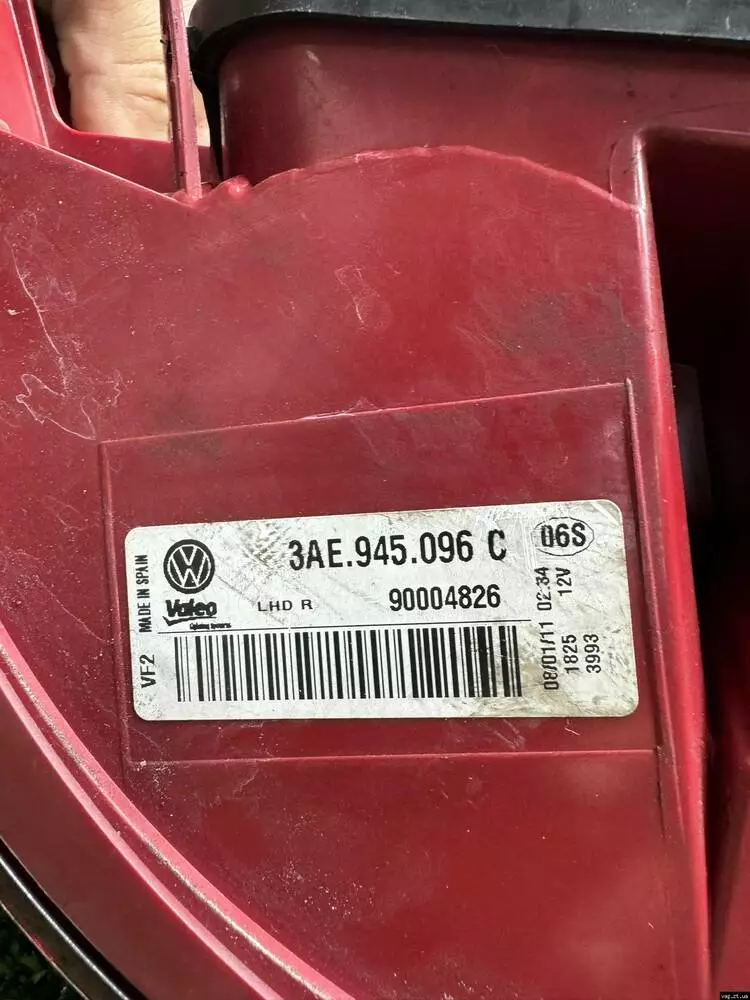 MADE IN SPAIN
3AE.945.096 C
06S
Valeo
LHD R
90004826
VF2
08/01/11 02:34
12V
1825
3993
vag.zt.ua